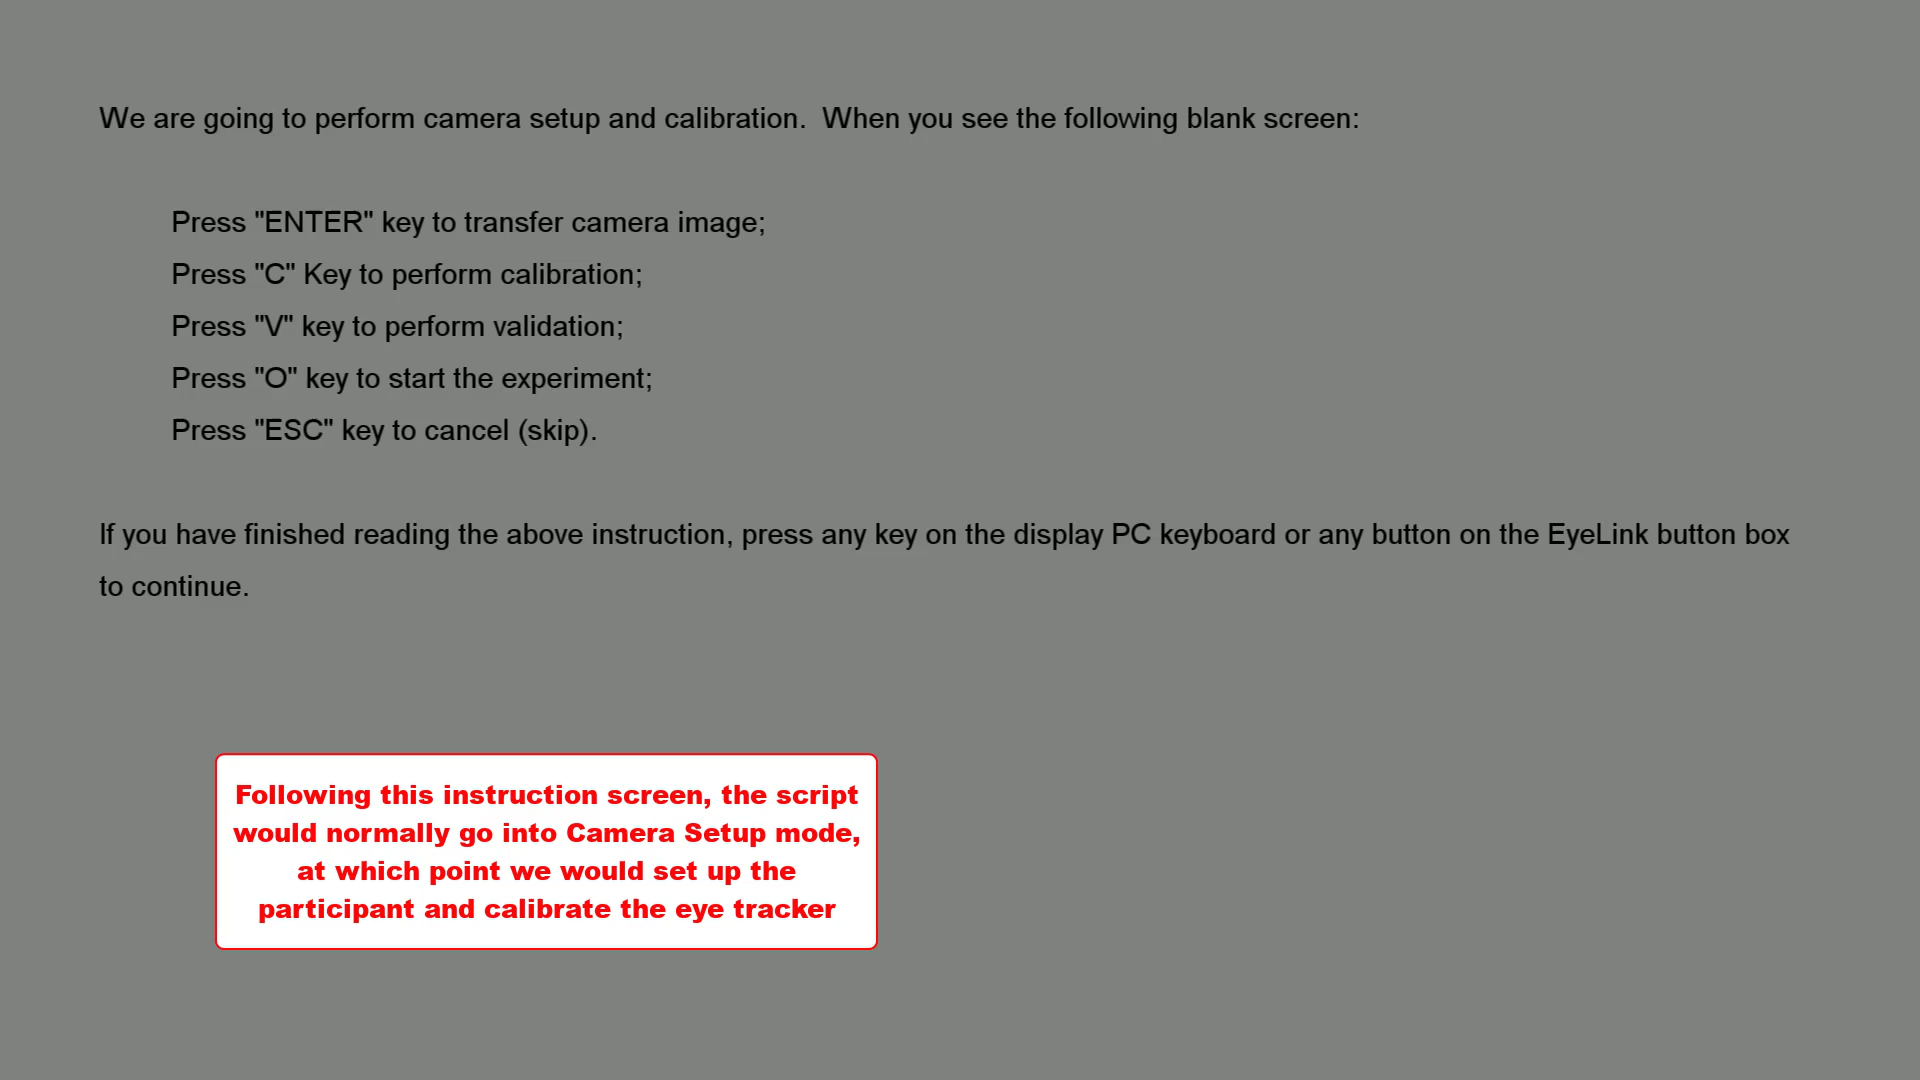 We are going to perform camera setup and calibration.  When you see the following blank screen:
Press "ENTER" key to transfer camera image;
Press "C" Key to perform calibration;
Press "V" key to perform validation;
Press "O" key to start the experiment;
Press "ESC" key to cancel (skip).
If you have finished reading the above instruction, press any key on the display PC keyboard or any button on the EyeLink button box
to continue.
Following this instruction screen, the script
would normally go into Camera Setup mode,
at which point we would set up the
participant and calibrate the eye tracker